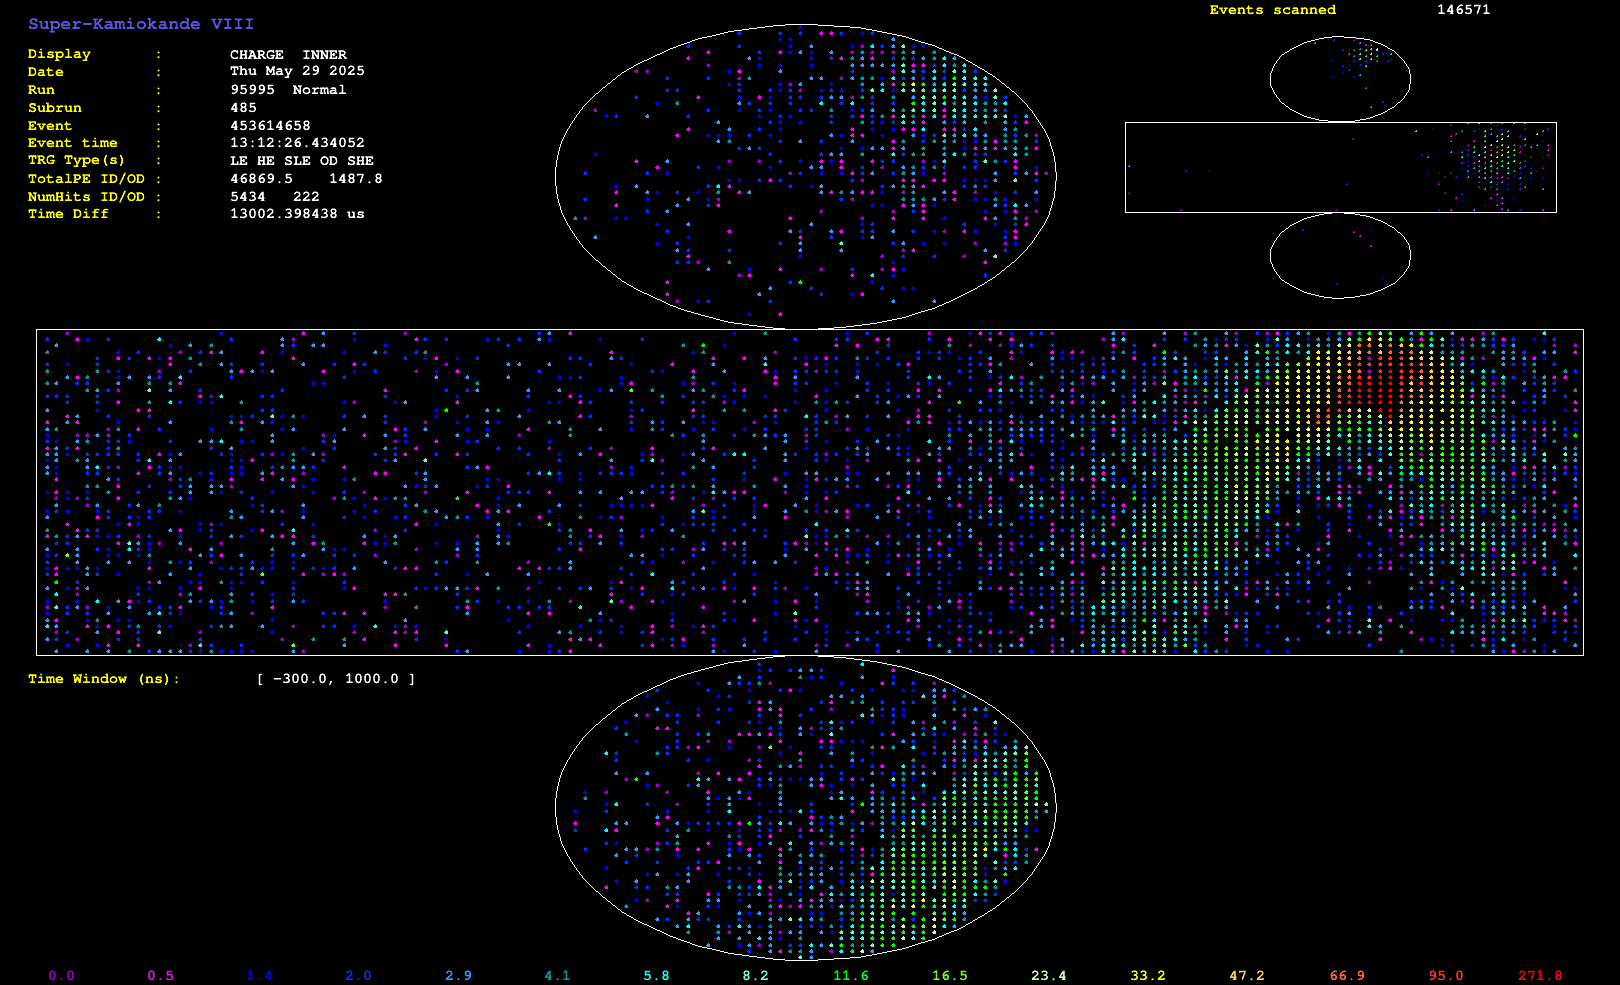 Super-Kamiokande VIII
Display : CHARGE INNER
Date : Thu May 29 2025
Run : 95995 Normal
Subrun : 485
Event : 453614658
Event time : 13:12:26.434052
TRG Type(s) : LE HE SLE OD SHE
TotalPE ID/OD : 46869.5 1487.8
NumHits ID/OD : 5434 222
Time Diff : 13002.398438 us
Events scanned 146571
Time Window (ns): [ -300.0, 1000.0 ]
0.0 0.5 1.4 2.0 2.9 4.1 5.8 8.2 11.6 16.5 23.4 33.2 47.2 66.9 95.0 271.8